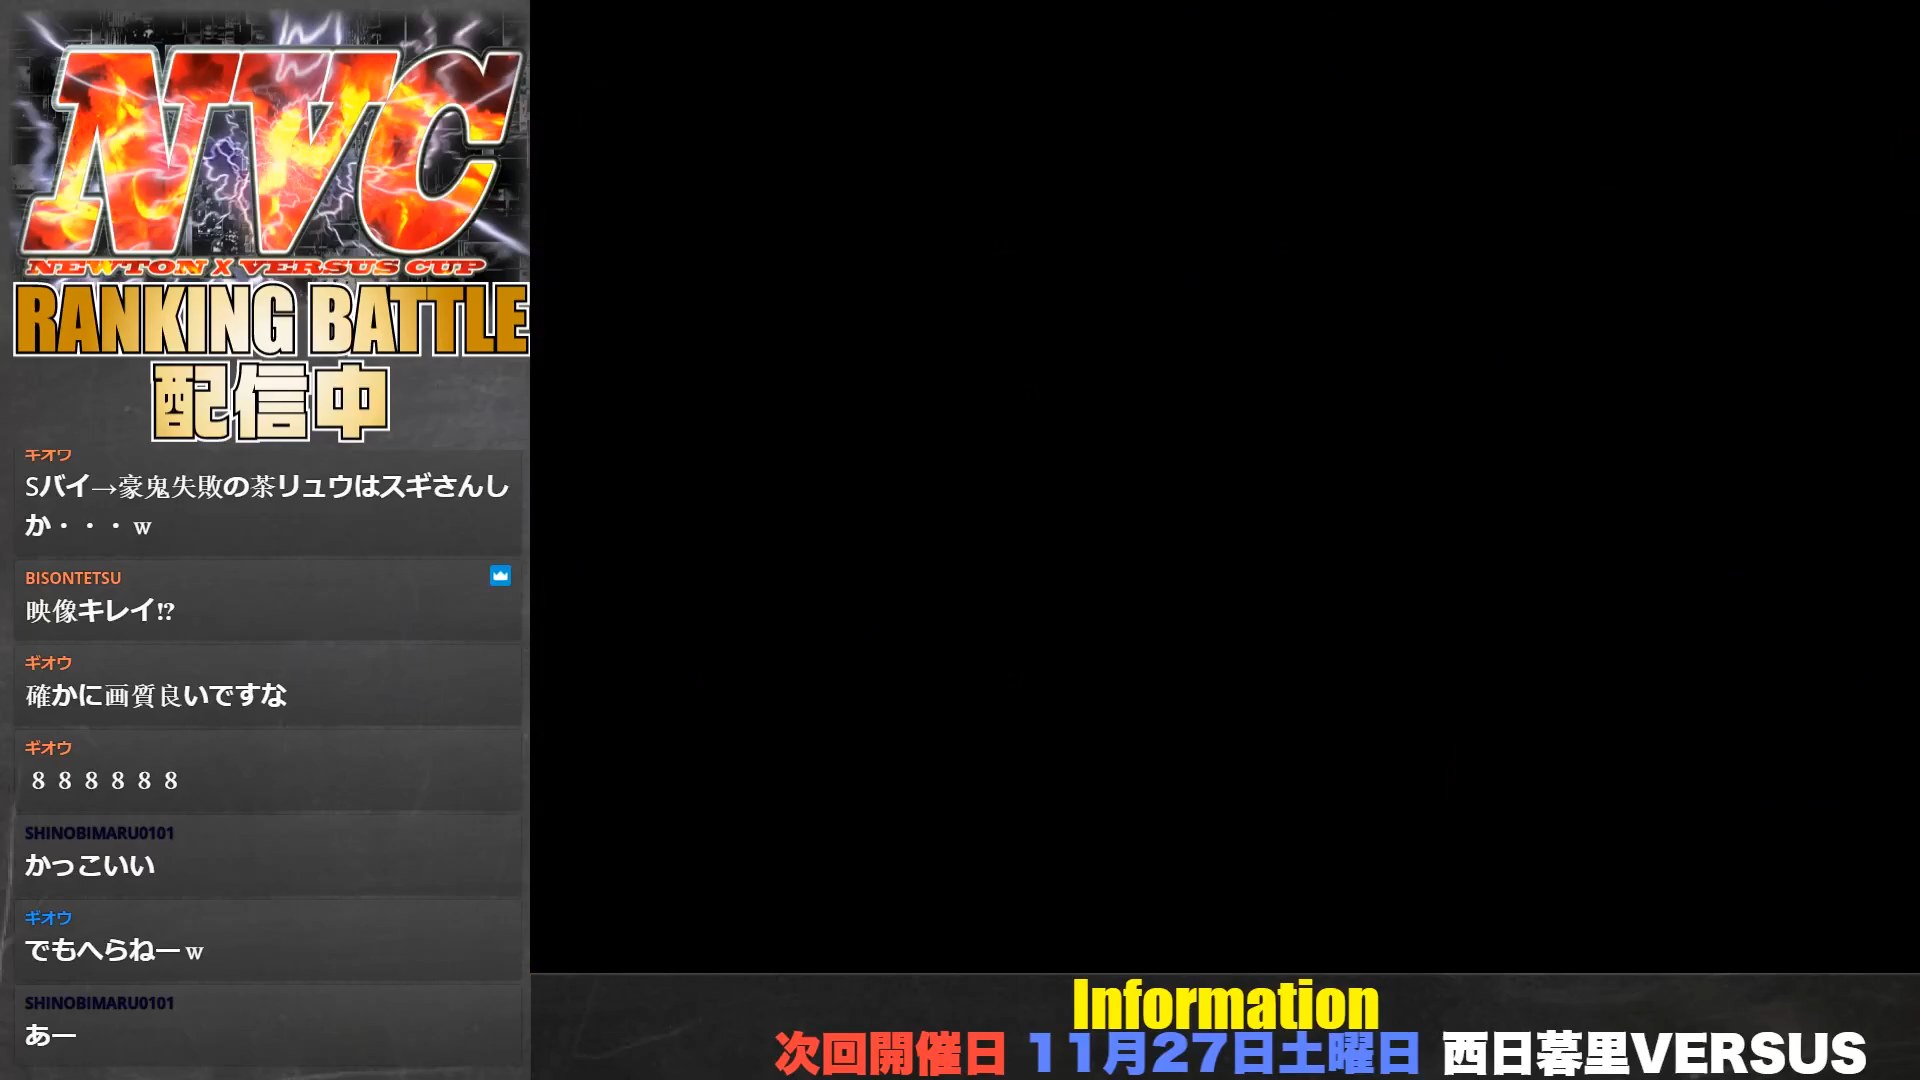 NVC
NEWTON X VERSUS CUP
RANKING BATTLE
配信中
ギオウ
Sバイ→豪鬼失敗の茶リュウはスギさんし
か・・・ｗ
BISONTETSU
映像キレイ⁉
ギオウ
確かに画質良いですな
ギオウ
８８８８８８
SHINOBIMARU0101
かっこいい
ギオウ
でもへらねーｗ
SHINOBIMARU0101
あー
Information
次回開催日 11月27日土曜日 西日暮里VERSUS